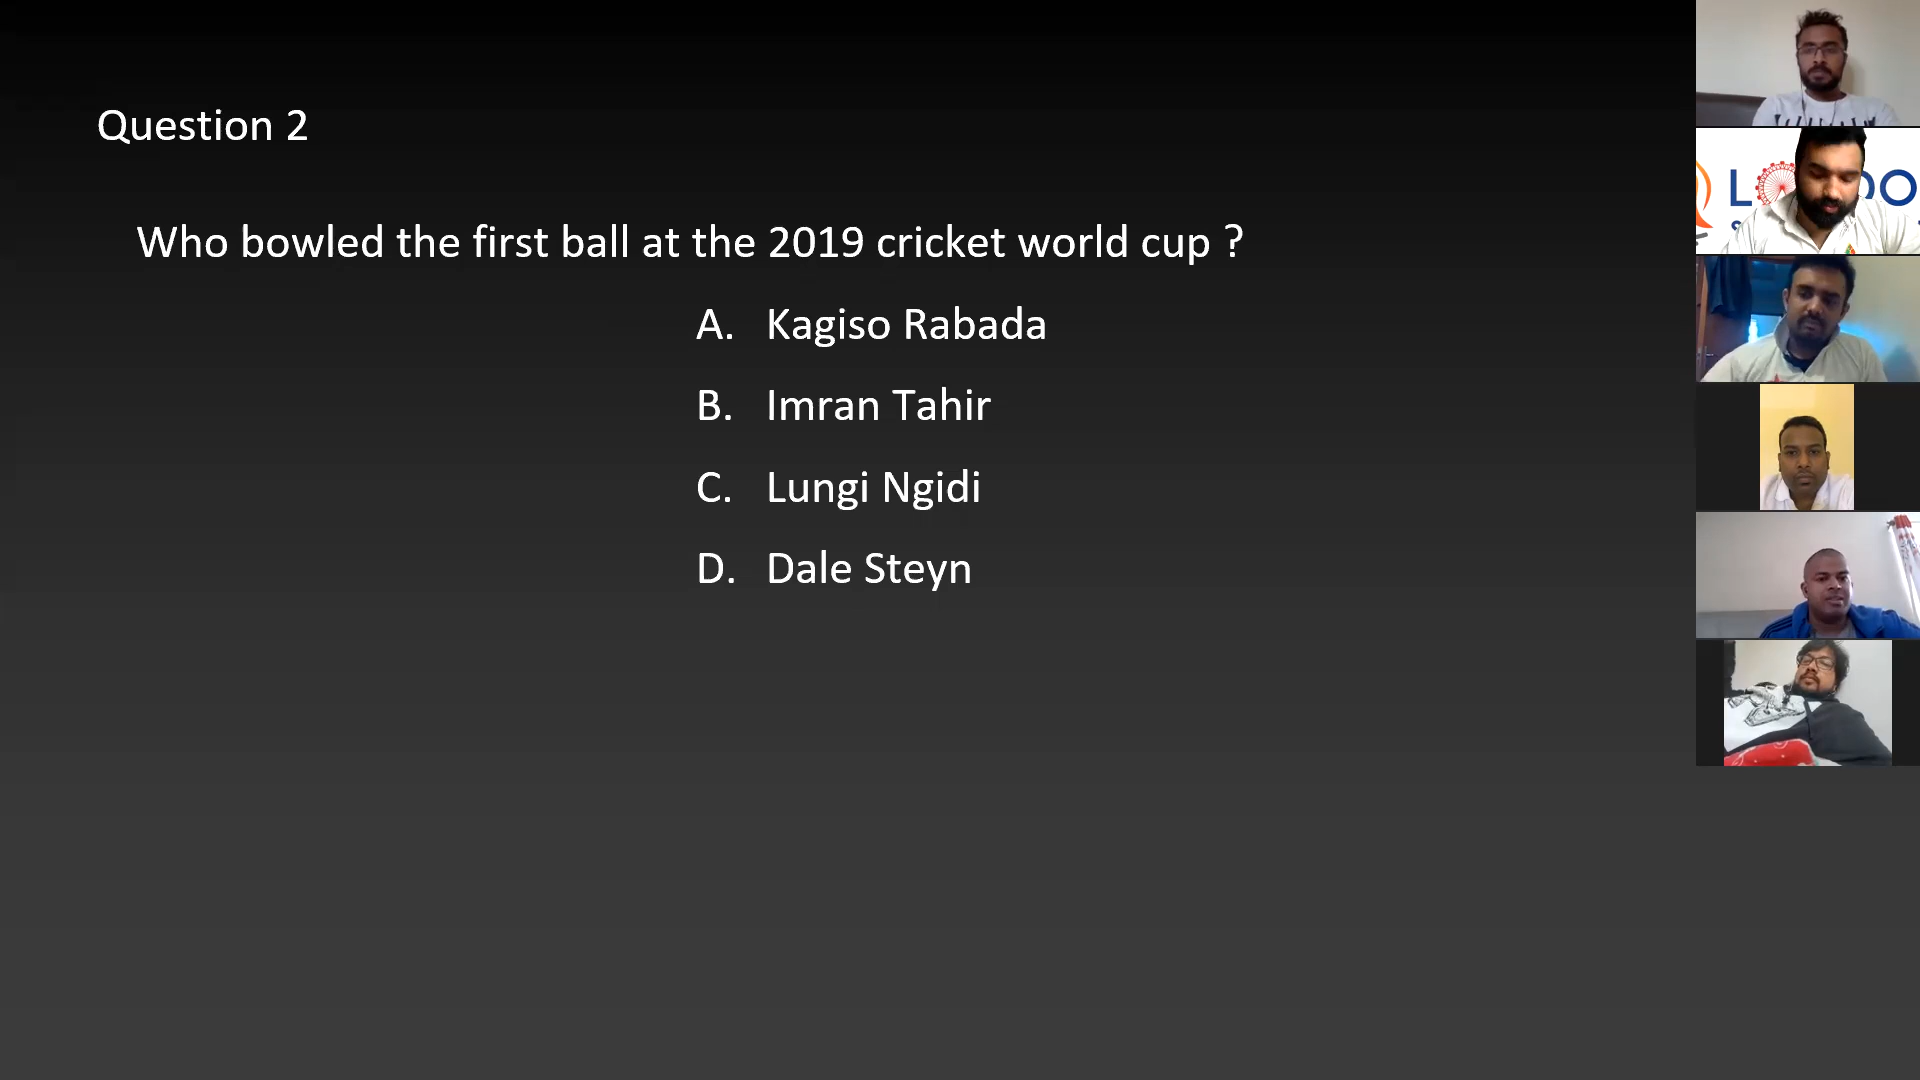 Question 2
Who bowled the first ball at the 2019 cricket world cup ?
A. Kagiso Rabada
B. Imran Tahir
C. Lungi Ngidi
D. Dale Steyn